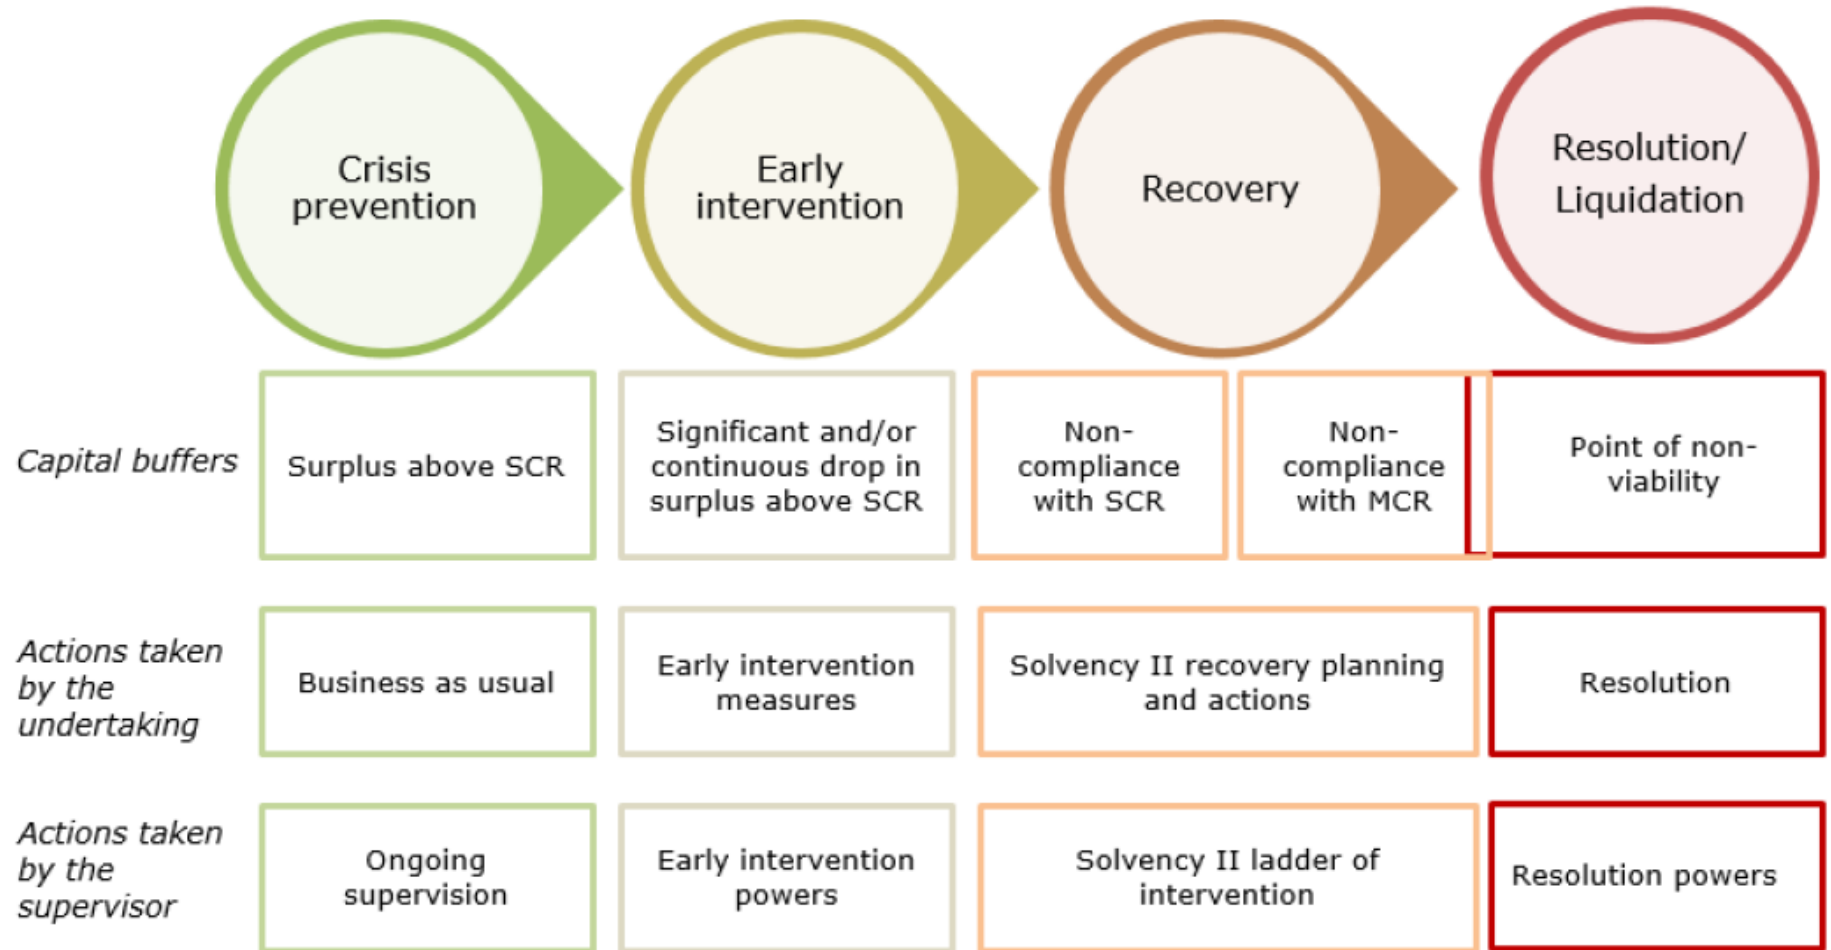 Crisis
prevention
Early
intervention
Recovery
Resolution/
Liquidation
Capital buffers
Surplus above SCR
Significant and/or
continuous drop in
surplus above SCR
Non-
compliance
with SCR
Non-
compliance
with MCR
Point of non-
viability
Actions taken
by the
undertaking
Business as usual
Early intervention
measures
Solvency II recovery planning
and actions
Resolution
Actions taken
by the
supervisor
Ongoing
supervision
Early intervention
powers
Solvency II ladder of
intervention
Resolution powers